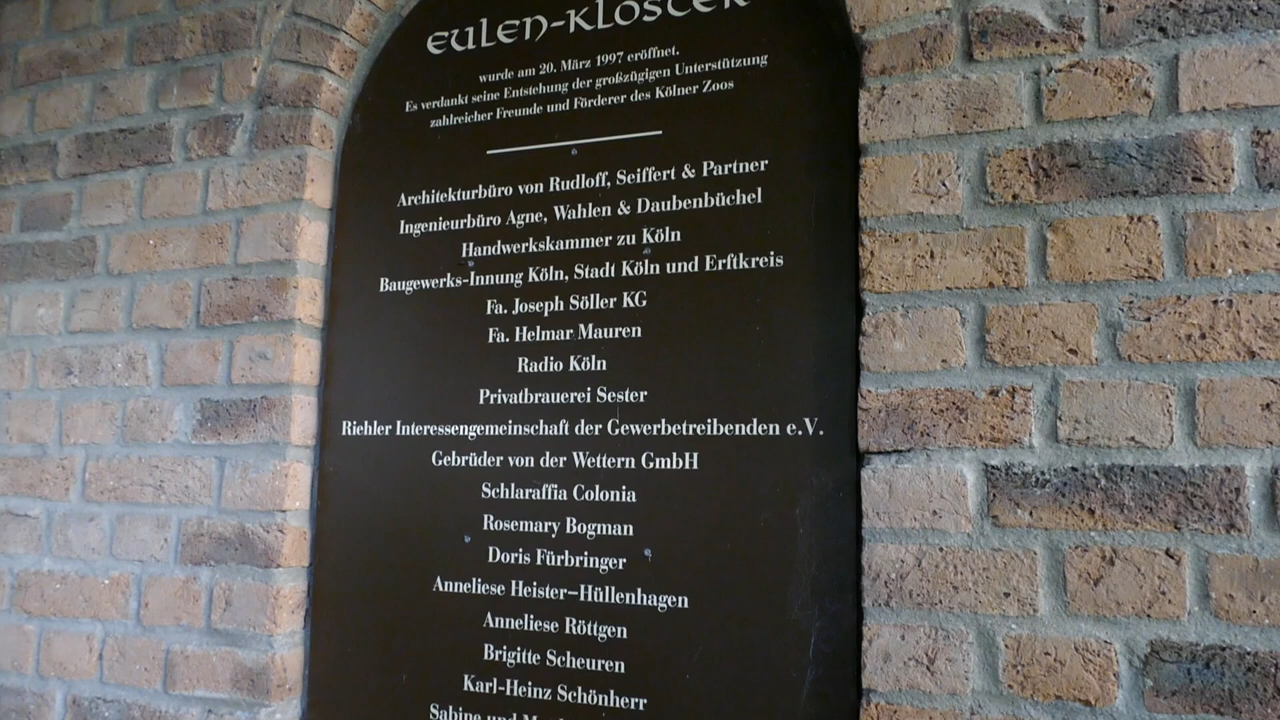 EULEN-KLOSTER
wurde am 20. März 1997 eröffnet.
Es verdankt seine Entstehung der großzügigen Unterstützung
zahlreicher Freunde und Förderer des Kölner Zoos
Architekturbüro von Rudloff, Seiffert & Partner
Ingenieurbüro Agne, Wahlen & Daubenbüchel
Handwerkskammer zu Köln
Baugewerks-Innung Köln, Stadt Köln und Erftkreis
Fa. Joseph Söller KG
Fa. Helmar Mauren
Radio Köln
Privatbrauerei Sester
Riehler Interessengemeinschaft der Gewerbetreibenden e.V.
Gebrüder von der Wettern GmbH
Schlaraffia Colonia
Rosemary Bogman
Doris Fürbringer
Anneliese Heister-Hüllenhagen
Anneliese Röttgen
Brigitte Scheuren
Karl-Heinz Schönherr
Sabine und